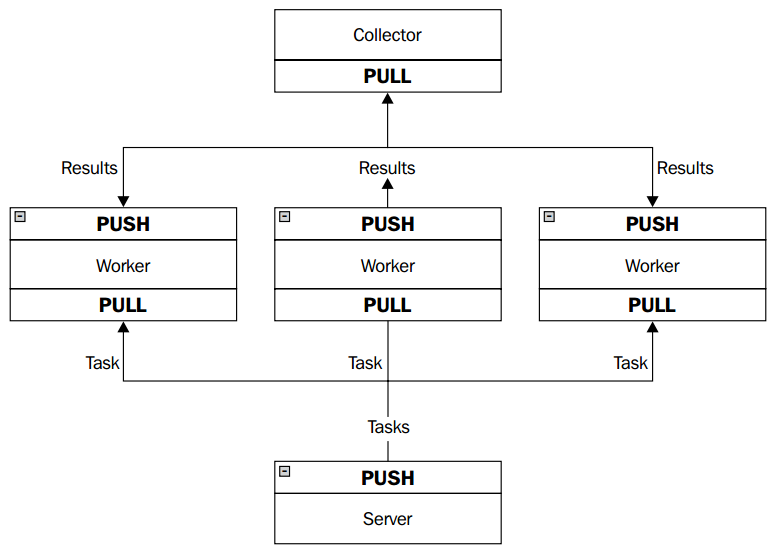 Collector
PULL
Results Results Results
PUSH PUSH PUSH
Worker Worker Worker
PULL PULL PULL
Task Task Task
Tasks
PUSH
Server